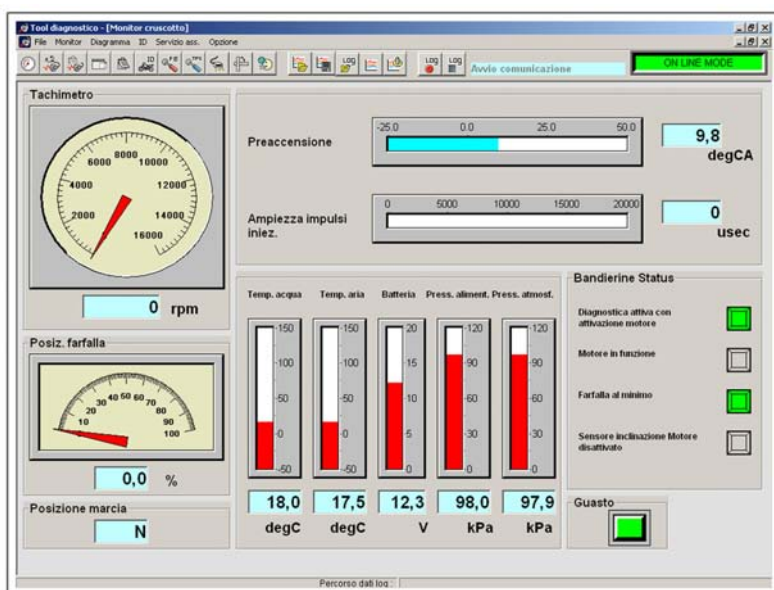 Tool diagnostico - [Monitor cruscotto]
File Monitor Diagramma ID Servizio ass. Opzione
LOG LOG LOG Avvio comunicazione ON LINE MODE
Tachimetro
2000 4000 6000 8000 10000 12000 14000 16000
0 rpm
Posiz. farfalla
10 20 30 40 50 60 70 80 90 100
0,0 %
Posizione marcia
N
Preaccensione
-25.0 0.0 25.0 50.0
9,8
degCA
Ampiezza impulsi
iniez.
0 5000 10000 15000 20000
0
usec
Temp. acqua Temp. aria Batteria Press. aliment. Press. atmosf.
150 150 20 120 120
100 100 15 90 90
50 50 10 60 60
0 0 5 30 30
-50 -50 0 0 0
18,0 17,5 12,3 98,0 97,9
degC degC V kPa kPa
Bandierine Status
Diagnostica attiva con
attivazione motore
Motore in funzione
Farfalla al minimo
Sensore inclinazione Motore
disattivato
Guasto
Percorso dati log :